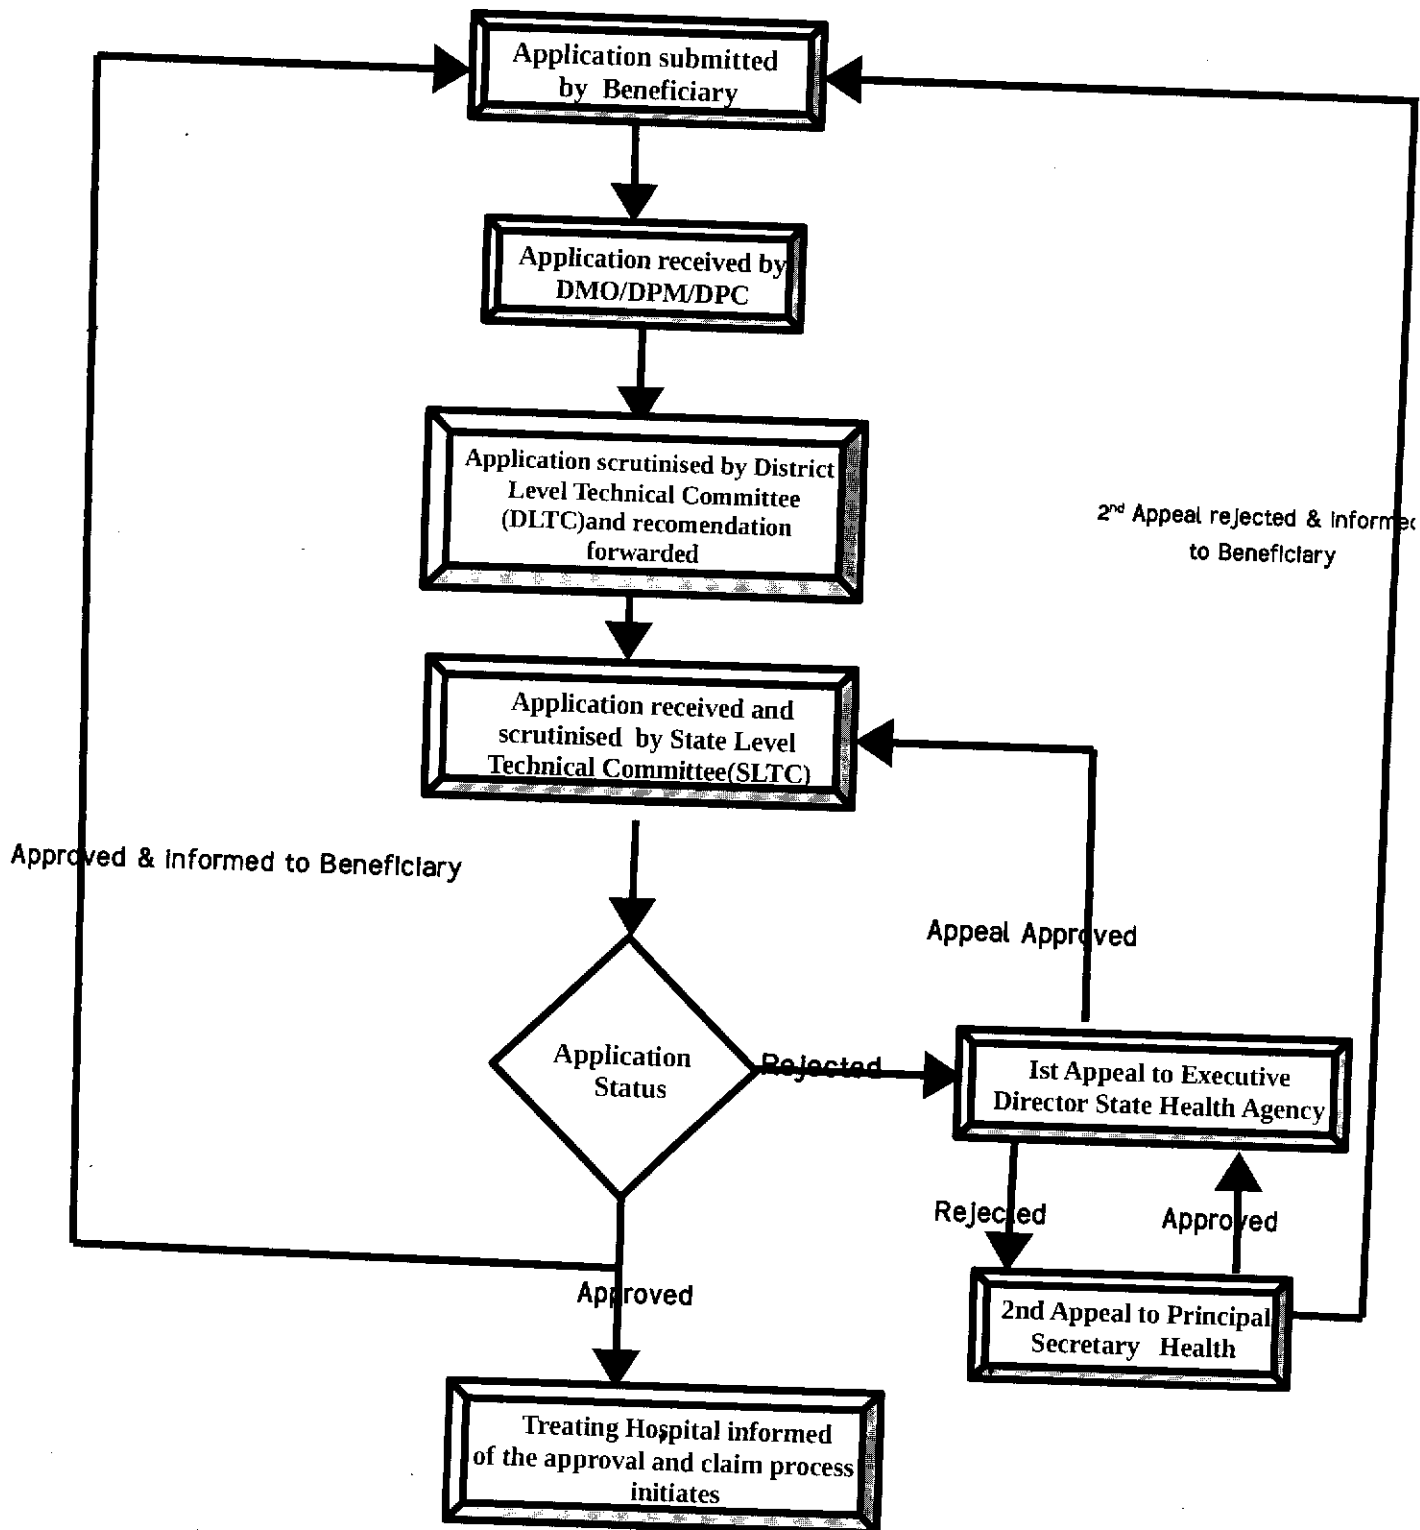 Application submitted
by Beneficiary
Application received by
DMO/DPM/DPC
Application scrutinised by District
Level Technical Committee
(DLTC)and recomendation
forwarded
2nd Appeal rejected & informed
to Beneficiary
Application received and
scrutinised by State Level
Technical Committee(SLTC)
Approved & informed to Beneficiary
Appeal Approved
Application
Status
Rejected
Ist Appeal to Executive
Director State Health Agency
Rejected
Approved
Approved
2nd Appeal to Principal
Secretary Health
Treating Hospital informed
of the approval and claim process
initiates